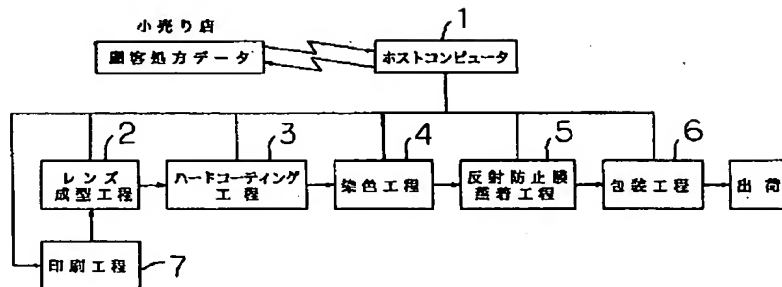 小売り店
顧客処方データ
1
ホストコンピュータ
2
レンズ
成型工程
3
ハードコーティング
工程
4
染色工程
5
反射防止膜
蒸着工程
6
包装工程
出荷
印刷工程
7